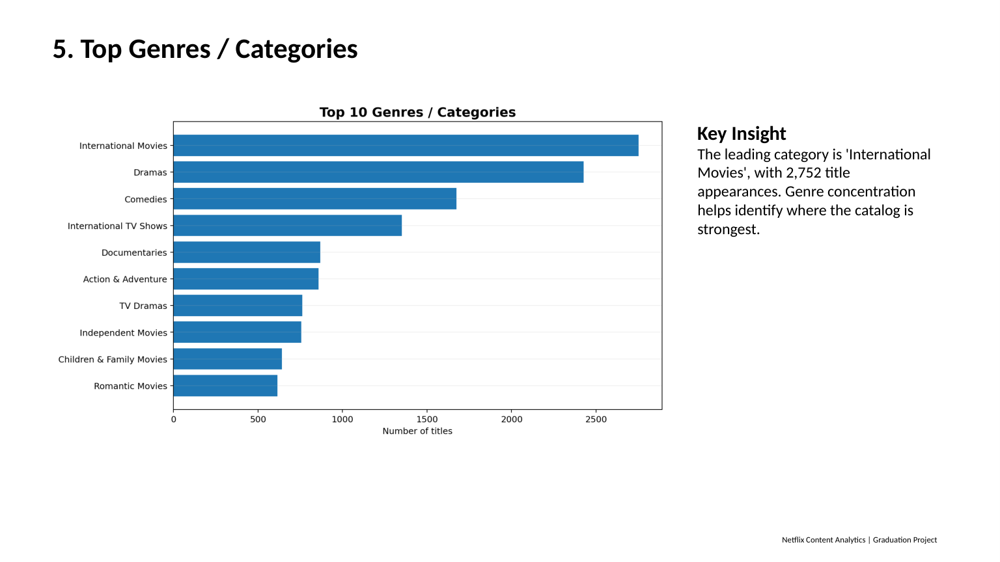 5. Top Genres / Categories
Top 10 Genres / Categories
International Movies
Dramas
Comedies
International TV Shows
Documentaries
Action & Adventure
TV Dramas
Independent Movies
Children & Family Movies
Romantic Movies
0 500 1000 1500 2000 2500
Number of titles
Key Insight
The leading category is 'International
Movies', with 2,752 title
appearances. Genre concentration
helps identify where the catalog is
strongest.
Netflix Content Analytics | Graduation Project